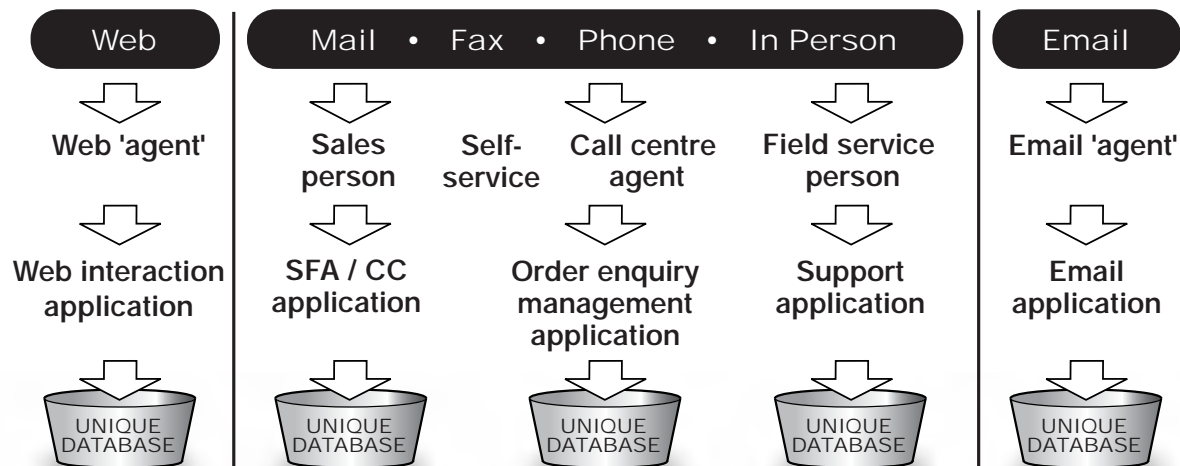 Web
Mail • Fax • Phone • In Person
Email
Web 'agent'
Sales
person
Self-
service
Call centre
agent
Field service
person
Email 'agent'
Web interaction
application
SFA / CC
application
Order enquiry
management
application
Support
application
Email
application
UNIQUE
DATABASE
UNIQUE
DATABASE
UNIQUE
DATABASE
UNIQUE
DATABASE
UNIQUE
DATABASE